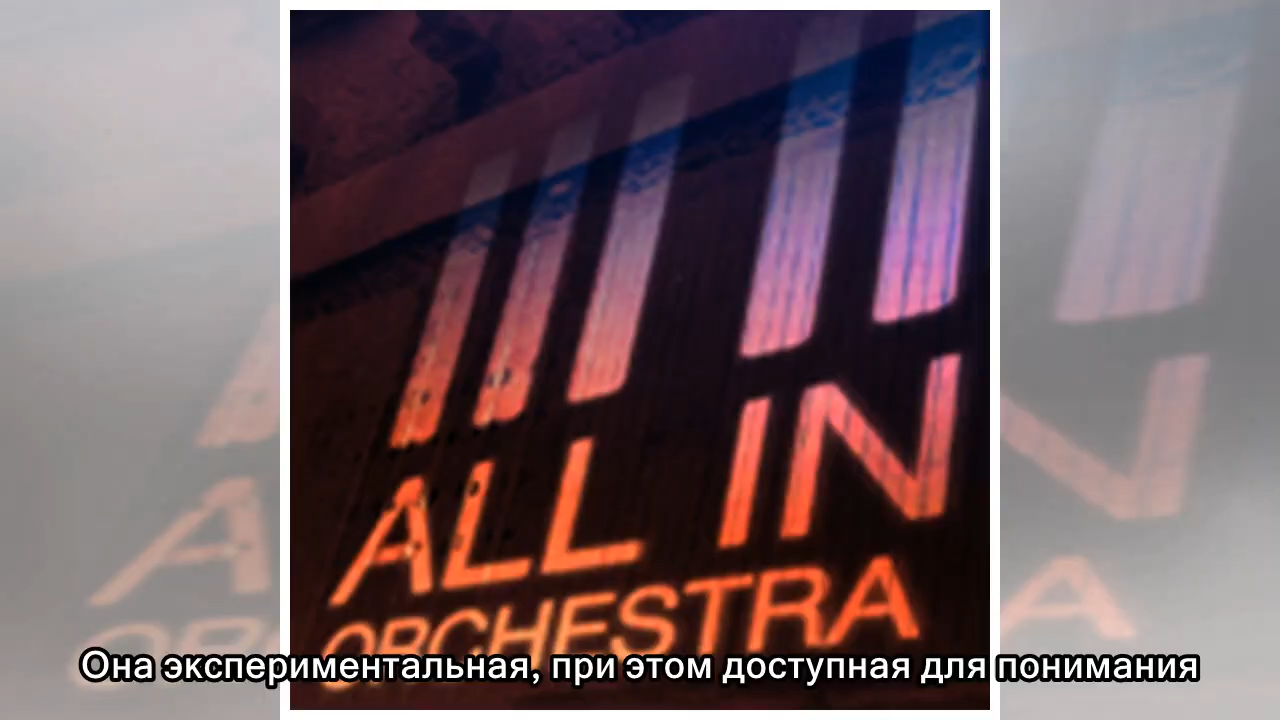 ALL IN
ORCHESTRA
Она экспериментальная, при этом доступная для понимания